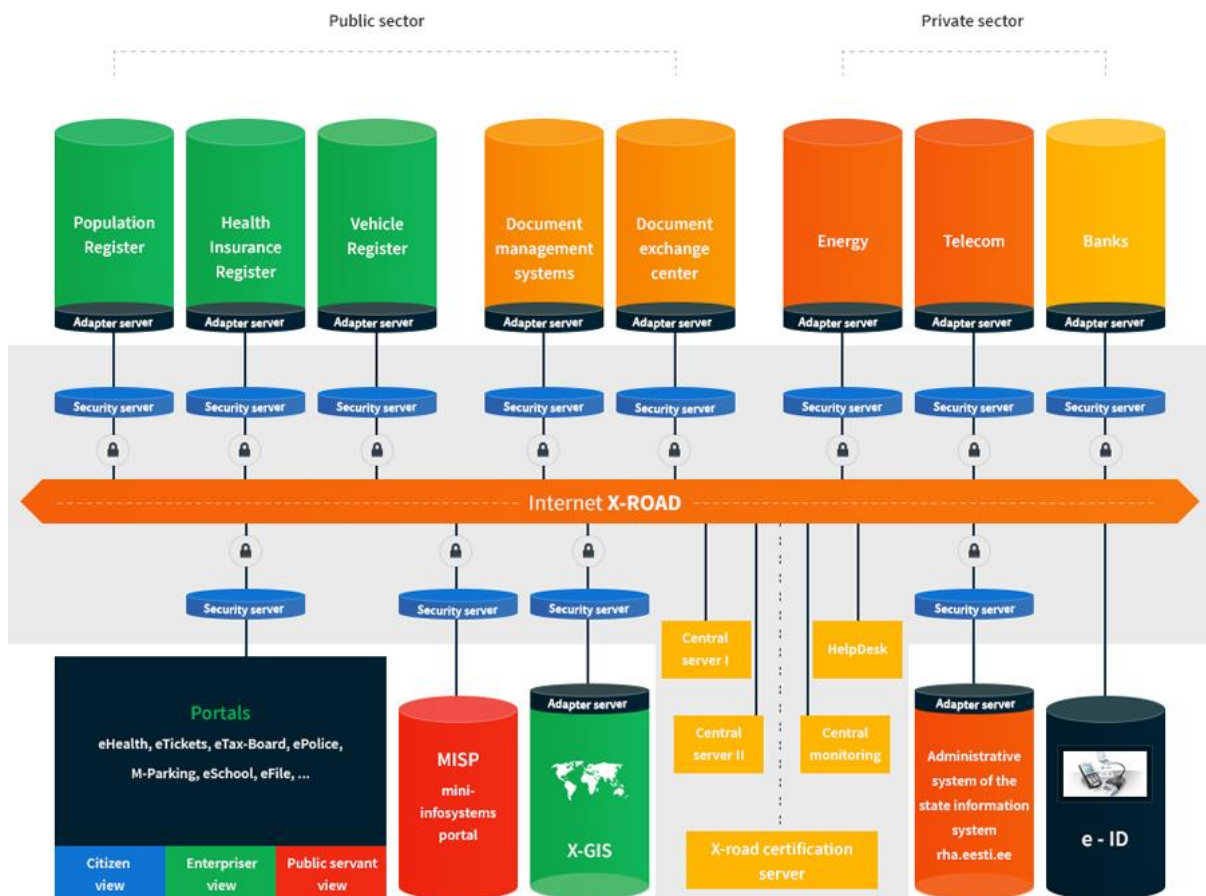 Public sector
Private sector
Population
Register
Health
Insurance
Register
Vehicle
Register
Document
management
systems
Document
exchange
center
Energy
Telecom
Banks
Adapter server
Adapter server
Adapter server
Adapter server
Adapter server
Adapter server
Adapter server
Adapter server
Security server
Security server
Security server
Security server
Security server
Security server
Security server
Security server
Internet X-ROAD
Security server
Security server
Security server
Security server
Central
server I
HelpDesk
Central
server II
Central
monitoring
X-road certification
server
Portals
eHealth, eTickets, eTax-Board, ePolice,
M-Parking, eSchool, eFile, ...
Citizen
view
Enterpriser
view
Public servant
view
MISP
mini-
infosystems
portal
Adapter server
X-GIS
Adapter server
Administrative
system of the
state information
system
rha.eesti.ee
e - ID